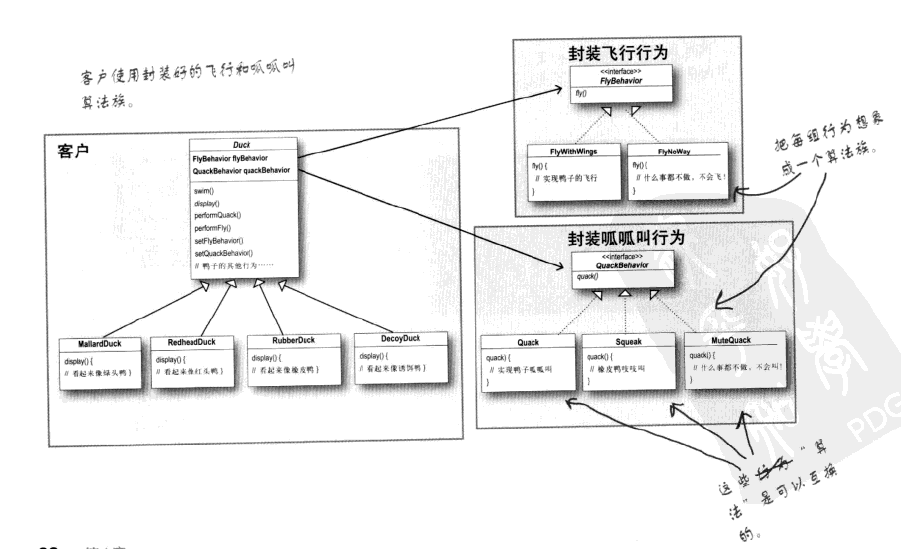 客户使用封装好的飞行和呱呱叫
算法族。
客户
Duck
FlyBehavior flyBehavior
QuackBehavior quackBehavior
swim()
display()
performQuack()
performFly()
setFlyBehavior()
setQuackBehavior()
// 鸭子的其他行为……
MallardDuck
display() {
// 看起来像绿头鸭 }
RedheadDuck
display() {
// 看起来像红头鸭 }
RubberDuck
display() {
// 看起来像橡皮鸭 }
DecoyDuck
display() {
// 看起来像诱饵鸭 }
封装飞行行为
<<interface>>
FlyBehavior
fly()
FlyWithWings
fly() {
// 实现鸭子的飞行
}
FlyNoWay
fly() {
// 什么事都不做，不会飞！
}
把每组行为想象
成一个算法族。
封装呱呱叫行为
<<interface>>
QuackBehavior
quack()
Quack
quack() {
// 实现鸭子呱呱叫
}
Squeak
quack() {
// 橡皮鸭吱吱叫
}
MuteQuack
quack() {
// 什么事都不做，不会叫！
}
这些“算
法”是可以互换
的。
PDG